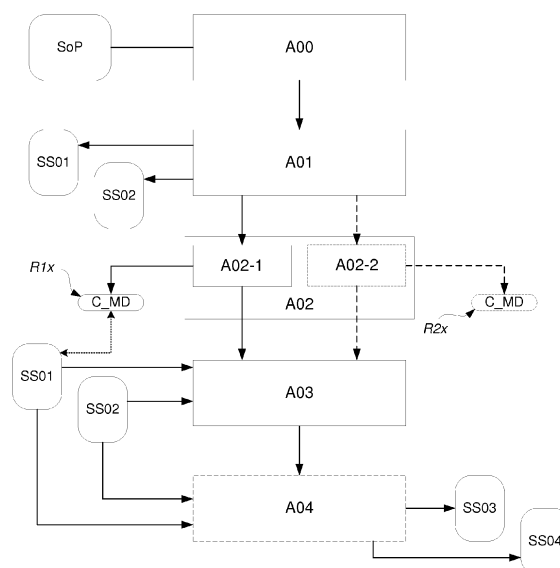 SoP
A00
SS01
A01
SS02
A02-1
A02-2
R1x
A02
C_MD
C_MD
R2x
SS01
SS02
A03
A04
SS03
SS04